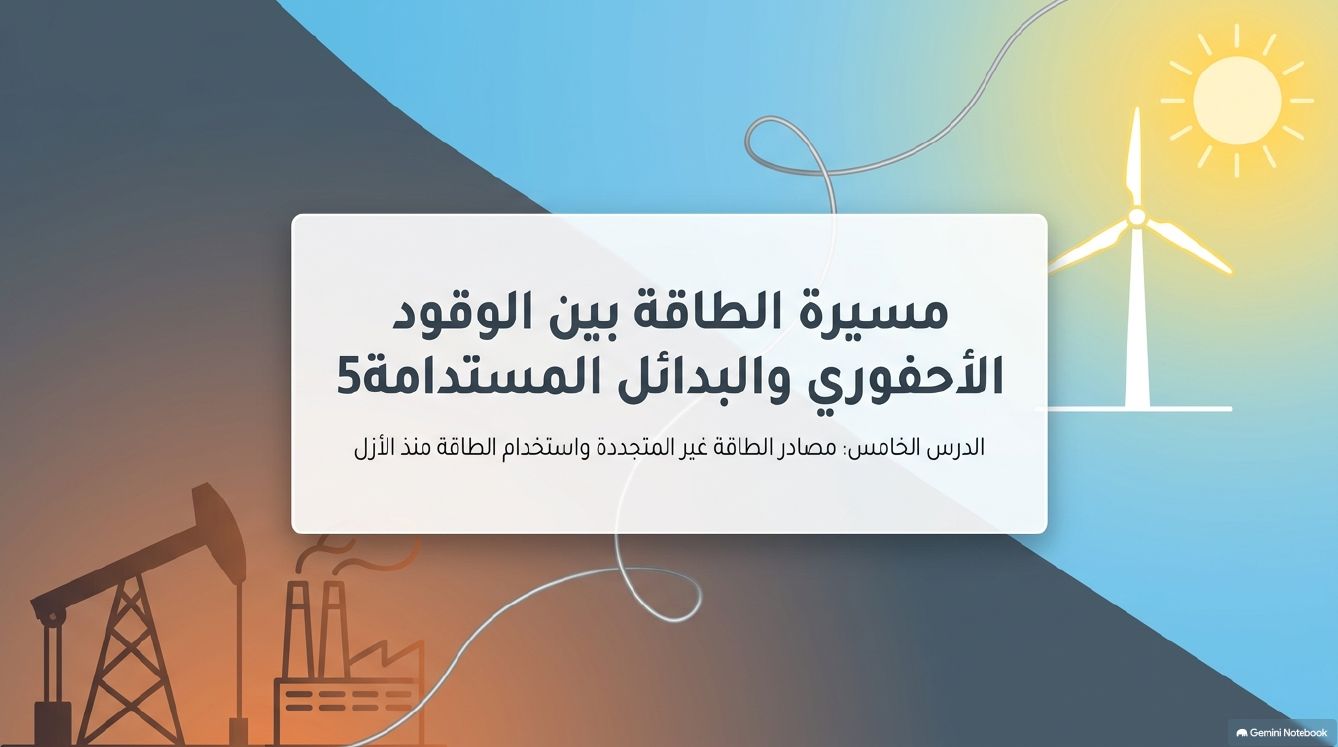 مسيرة الطاقة بين الوقود
الأحفوري والبدائل المستدامة5
الدرس الخامس: مصادر الطاقة غير المتجددة واستخدام الطاقة منذ الأزل
Gemini Notebook